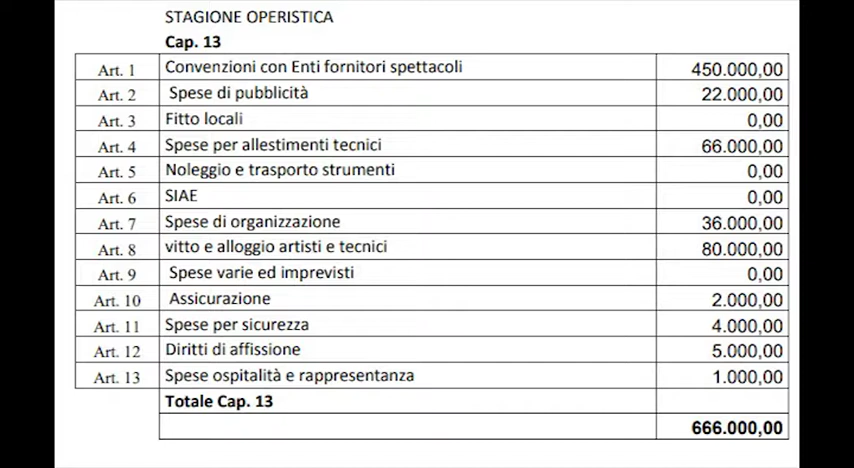 STAGIONE OPERISTICA
Cap. 13
Art. 1 Convenzioni con Enti fornitori spettacoli 450.000,00
Art. 2 Spese di pubblicità 22.000,00
Art. 3 Fitto locali 0,00
Art. 4 Spese per allestimenti tecnici 66.000,00
Art. 5 Noleggio e trasporto strumenti 0,00
Art. 6 SIAE 0,00
Art. 7 Spese di organizzazione 36.000,00
Art. 8 vitto e alloggio artisti e tecnici 80.000,00
Art. 9 Spese varie ed imprevisti 0,00
Art. 10 Assicurazione 2.000,00
Art. 11 Spese per sicurezza 4.000,00
Art. 12 Diritti di affissione 5.000,00
Art. 13 Spese ospitalità e rappresentanza 1.000,00
Totale Cap. 13
666.000,00